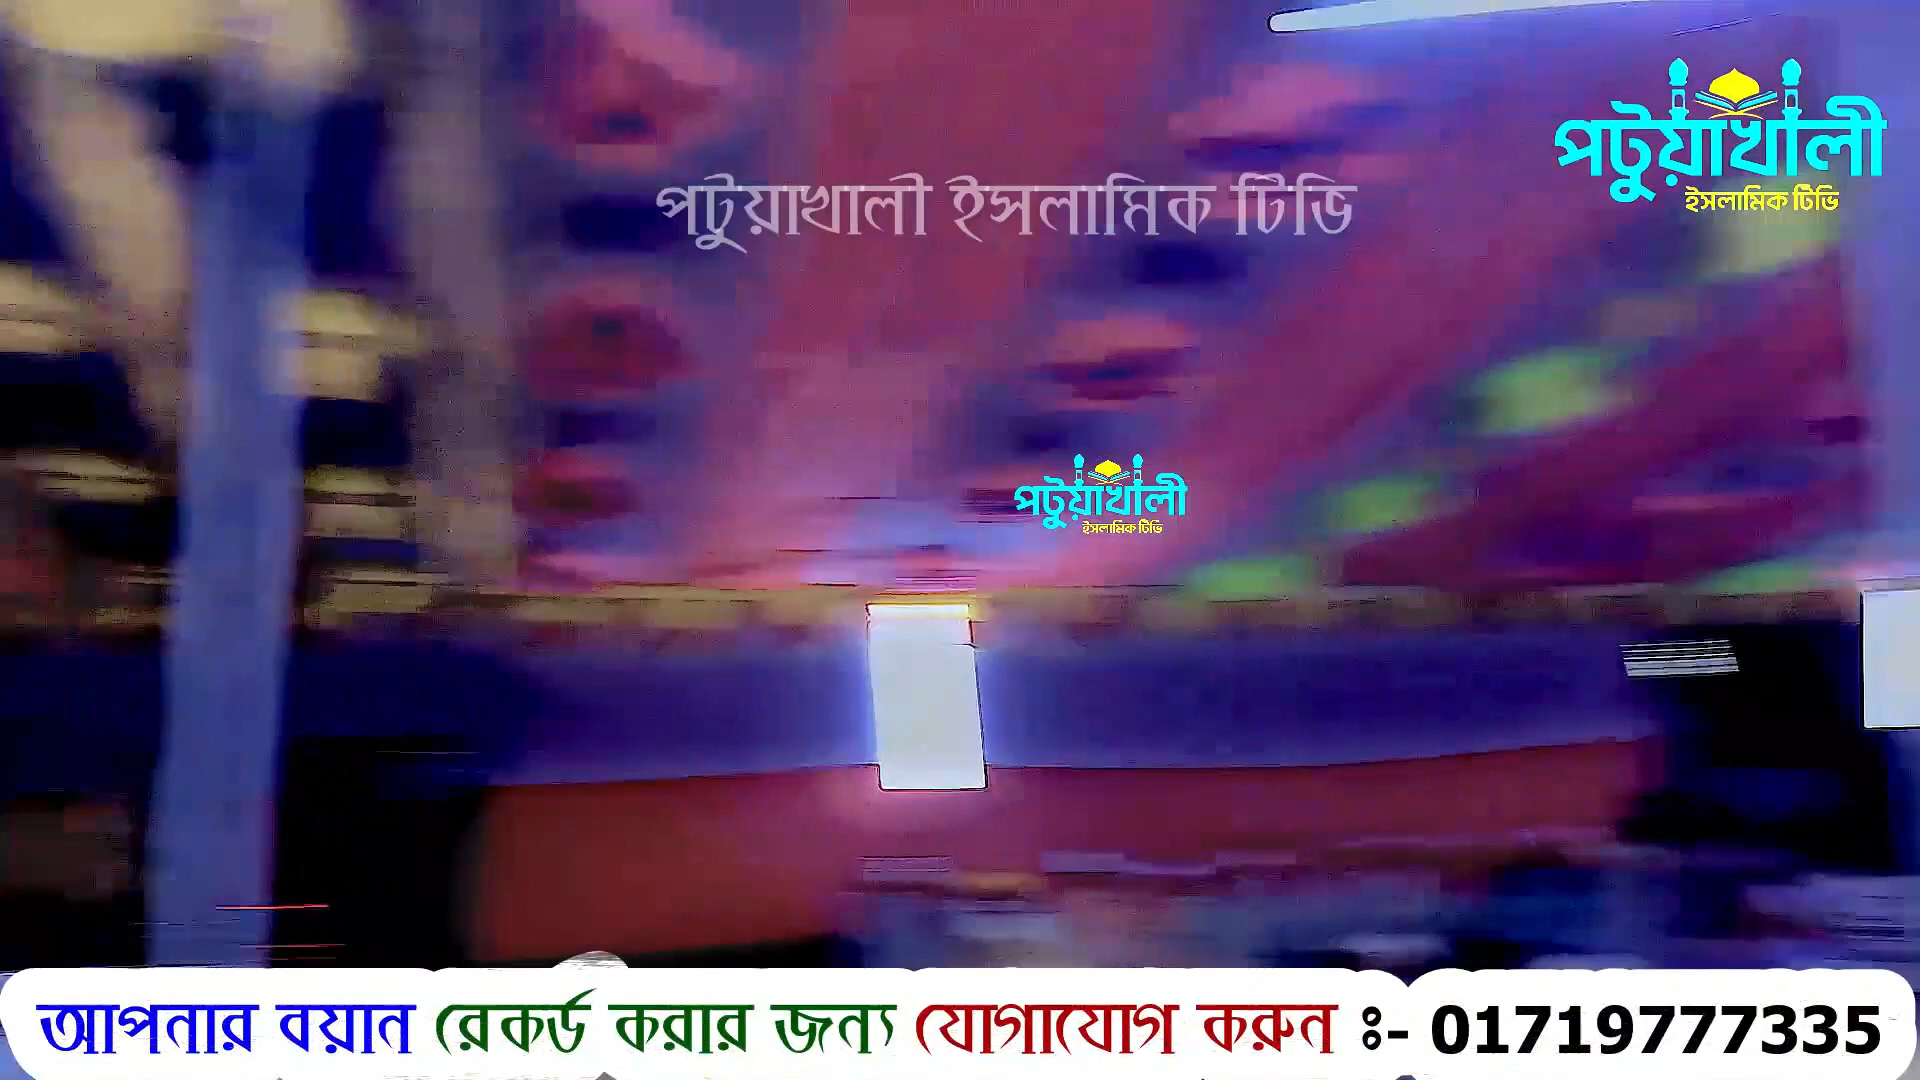 পটুয়াখালী
ইসলামিক টিভি
পটুয়াখালী ইসলামিক টিভি
পটুয়াখালী
ইসলামিক টিভি
আপনার বয়ান রেকর্ড করার জন্য যোগাযোগ করুন ঃ- 01719777335